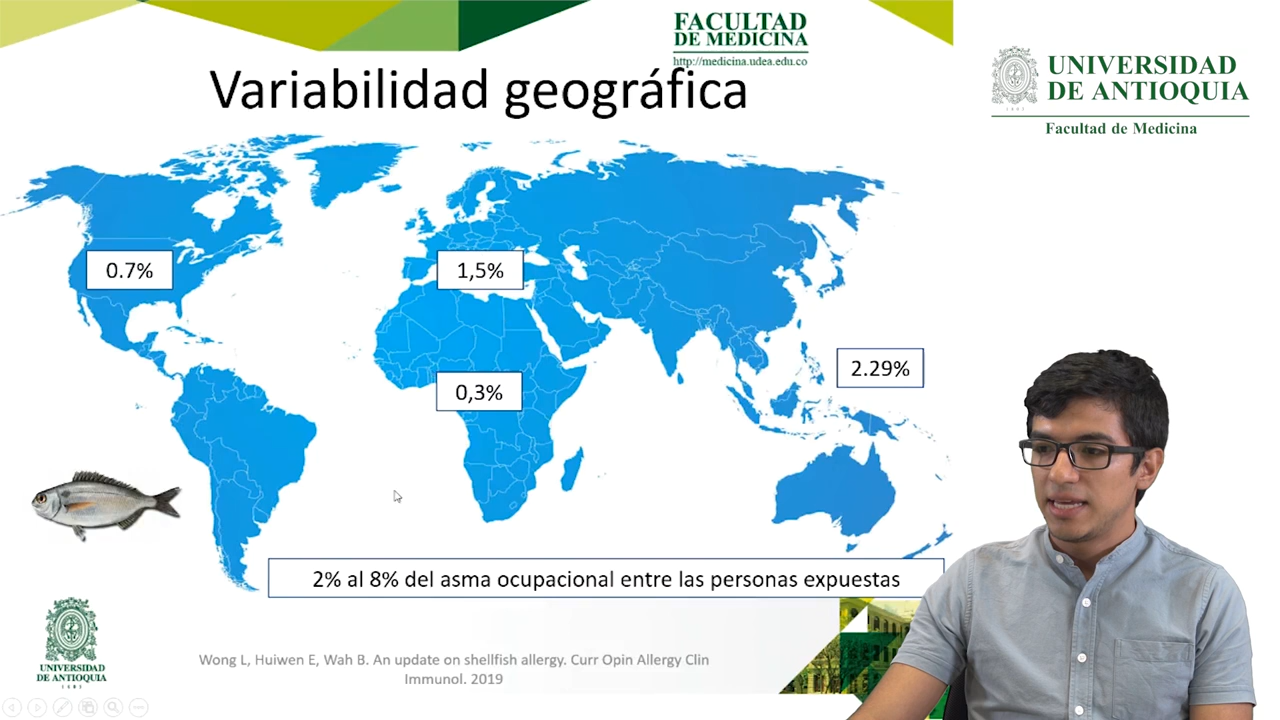 FACULTAD
DE MEDICINA
http://medicina.udea.edu.co
UNIVERSIDAD
DE ANTIOQUIA
1803
Facultad de Medicina
Variabilidad geográfica
0.7%
1,5%
2.29%
0,3%
2% al 8% del asma ocupacional entre las personas expuestas
UNIVERSIDAD
DE ANTIOQUIA
1803
Wong L, Huiwen E, Wah B. An update on shellfish allergy. Curr Opin Allergy Clin
Immunol. 2019